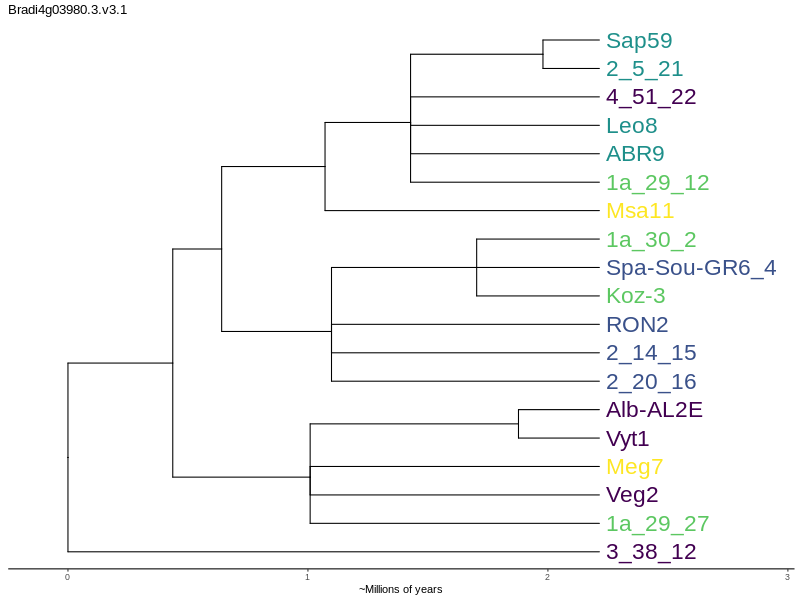 Bradi4g03980.3.v3.1
Sap59
2_5_21
4_51_22
Leo8
ABR9
1a_29_12
Msa11
1a_30_2
Spa-Sou-GR6_4
Koz-3
RON2
2_14_15
2_20_16
Alb-AL2E
Vyt1
Meg7
Veg2
1a_29_27
3_38_12
0 1 2 3
~Millions of years